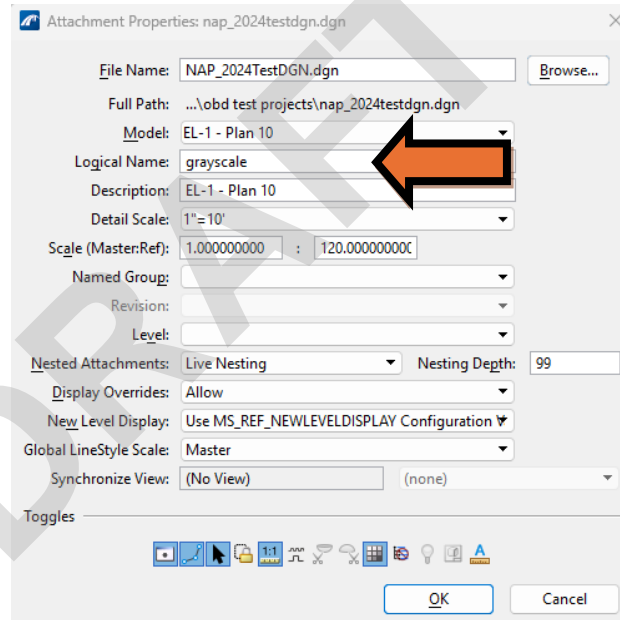 Attachment Properties: nap_2024testdgn.dgn
File Name: NAP_2024TestDGN.dgn Browse...
Full Path: ...\obd test projects\nap_2024testdgn.dgn
Model: EL-1 - Plan 10
Logical Name: grayscale
Description: EL-1 - Plan 10
Detail Scale: 1"=10'
Scale (Master:Ref): 1.000000000 : 120.00000000
Named Group:
Revision:
Level:
Nested Attachments: Live Nesting Nesting Depth: 99
Display Overrides: Allow
New Level Display: Use MS_REF_NEWLEVELDISPLAY Configuration
Global LineStyle Scale: Master
Synchronize View: (No View) (none)
Toggles
1:1 A
OK Cancel
DRAFT